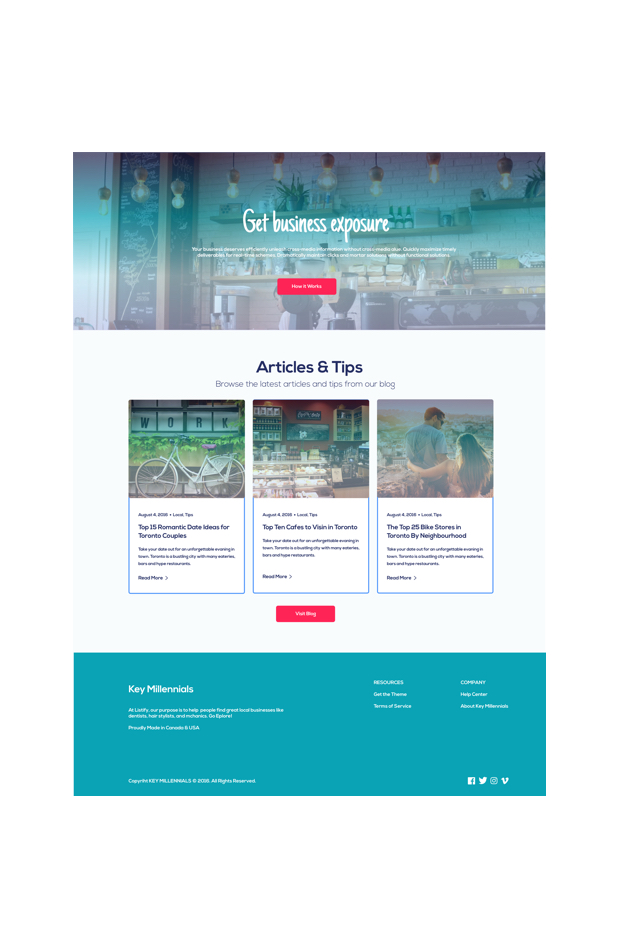 Get business exposure
Your business deserves efficiently unleash cross-media information without cross-media value. Quickly maximize timely
deliverables for real-time schemas. Dramatically maintain clicks and mortar solutions without functional solutions.
How it Works
Articles & Tips
Browse the latest articles and tips from our blog
WORK
August 4, 2016 • Local, Tips
Top 15 Romantic Date Ideas for
Toronto Couples
Take your date out for an unforgettable evening in
town. Toronto is a bustling city with many eateries,
bars and hype restaurants.
Read More
August 4, 2016 • Local, Tips
Top Ten Cafes to Visin in Toronto
Take your date out for an unforgettable evening in
town. Toronto is a bustling city with many eateries,
bars and hype restaurants.
Read More
August 4, 2016 • Local, Tips
The Top 25 Bike Stores in
Toronto By Neighbourhood
Take your date out for an unforgettable evening in
town. Toronto is a bustling city with many eateries,
bars and hype restaurants.
Read More
Visit Blog
Key Millennials
At Listify, our purpose is to help people find great local businesses like
dentists, hair stylists, and mchanics. Go Eplore!
Proudly Made in Canada & USA
RESOURCES
Get the Theme
Terms of Service
COMPANY
Help Center
About Key Millennials
Copyriht KEY MILLENNIALS © 2016. All Rights Reserved.